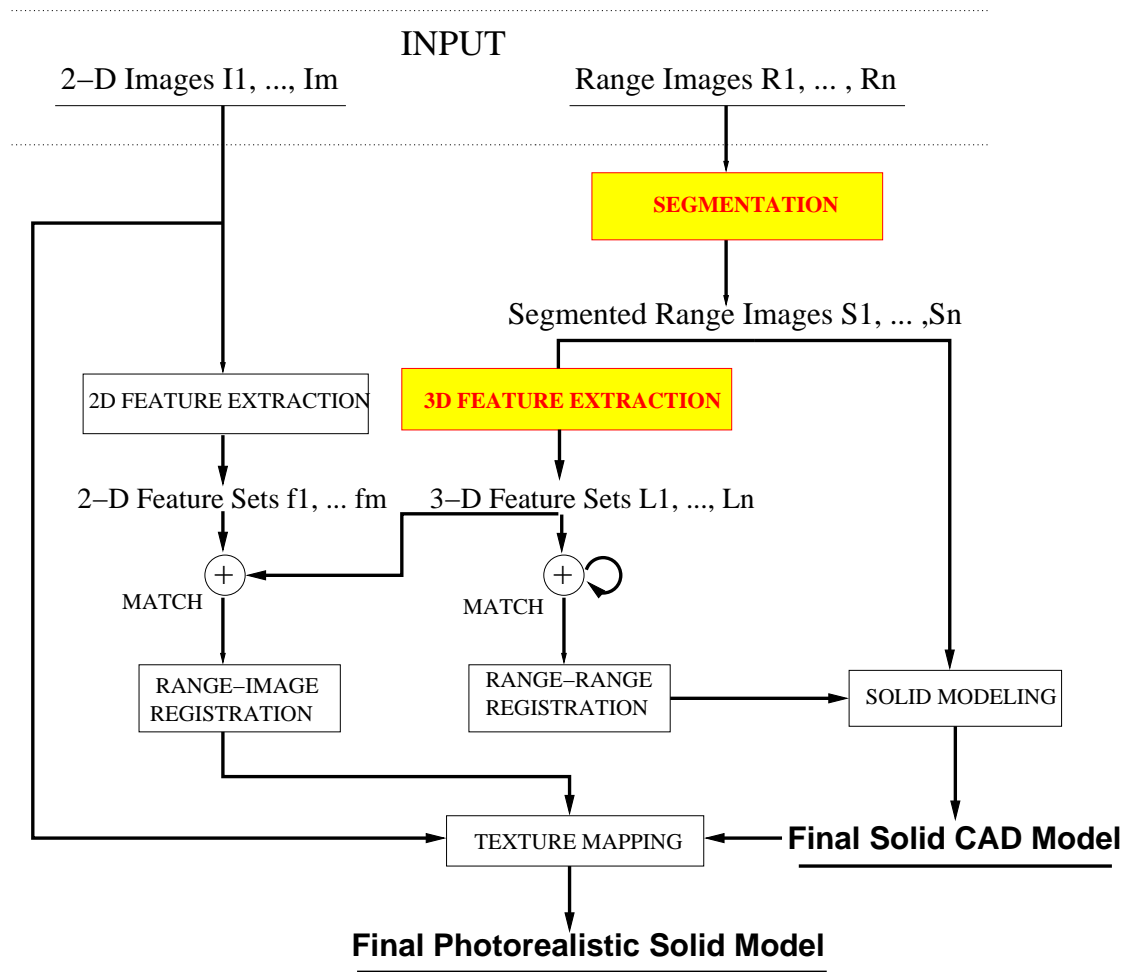 INPUT
2–D Images I1, ..., Im
Range Images R1, ... , Rn
SEGMENTATION
Segmented Range Images S1, ... ,Sn
2D FEATURE EXTRACTION
3D FEATURE EXTRACTION
2–D Feature Sets f1, ... fm
3–D Feature Sets L1, ..., Ln
+
+
MATCH
MATCH
RANGE–IMAGE
REGISTRATION
RANGE–RANGE
REGISTRATION
SOLID MODELING
TEXTURE MAPPING
Final Solid CAD Model
Final Photorealistic Solid Model